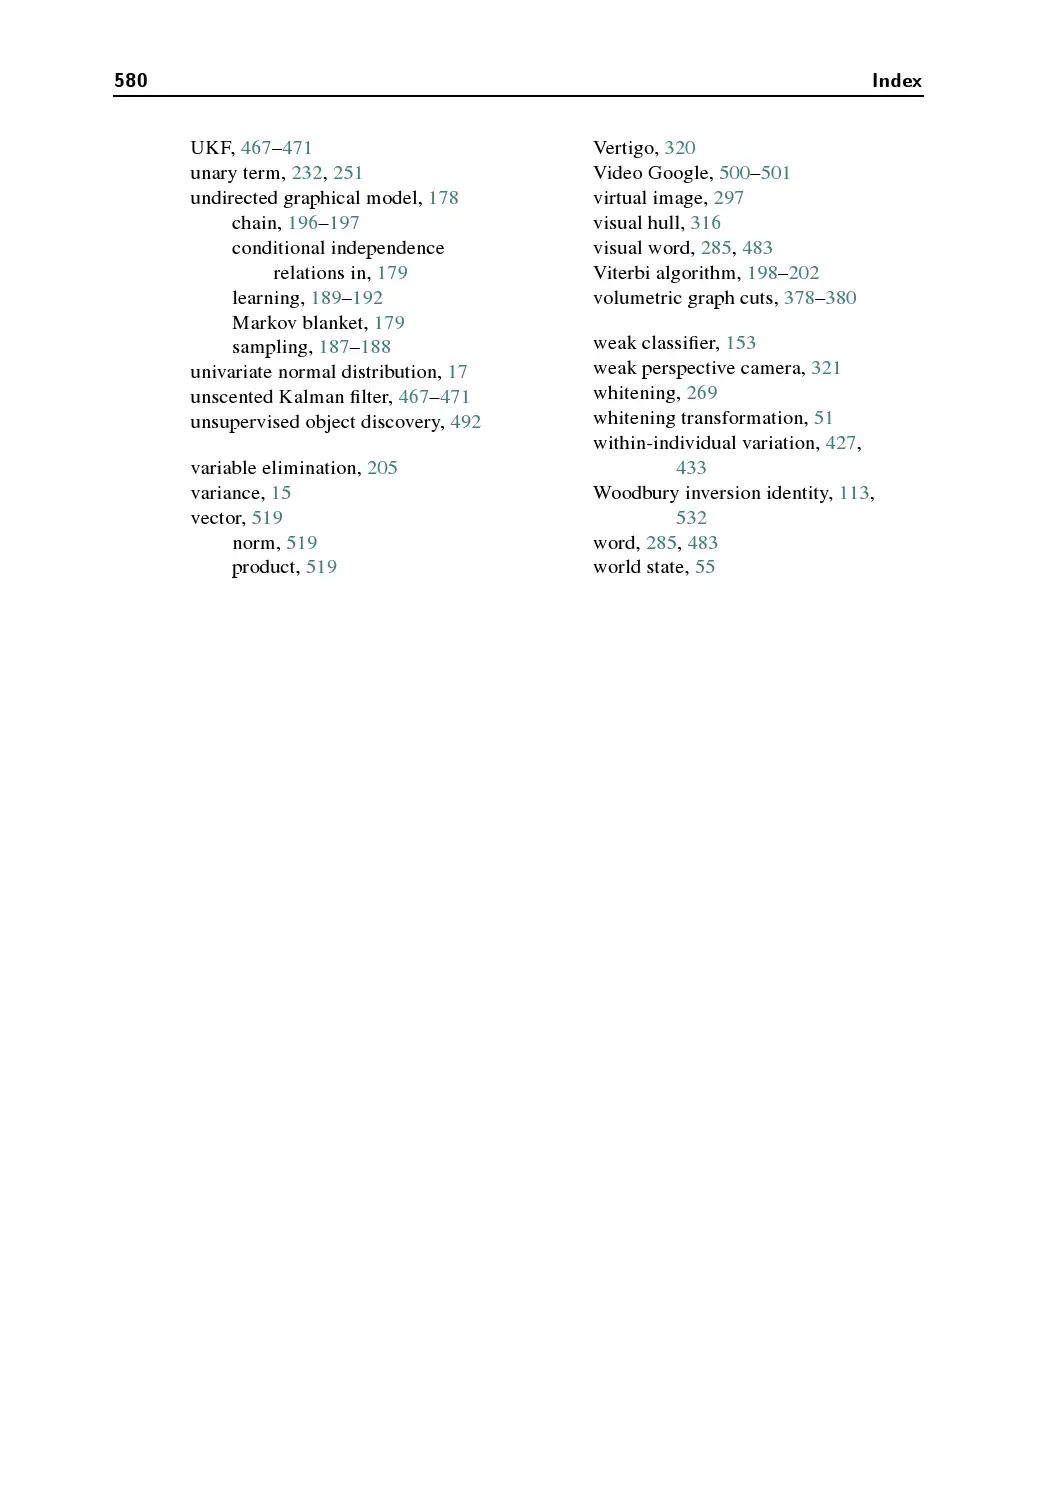 580 Index
UKF, 467–471
unary term, 232, 251
undirected graphical model, 178
chain, 196–197
conditional independence
relations in, 179
learning, 189–192
Markov blanket, 179
sampling, 187–188
univariate normal distribution, 17
unscented Kalman filter, 467–471
unsupervised object discovery, 492
variable elimination, 205
variance, 15
vector, 519
norm, 519
product, 519
Vertigo, 320
Video Google, 500–501
virtual image, 297
visual hull, 316
visual word, 285, 483
Viterbi algorithm, 198–202
volumetric graph cuts, 378–380
weak classifier, 153
weak perspective camera, 321
whitening, 269
whitening transformation, 51
within-individual variation, 427,
433
Woodbury inversion identity, 113,
532
word, 285, 483
world state, 55